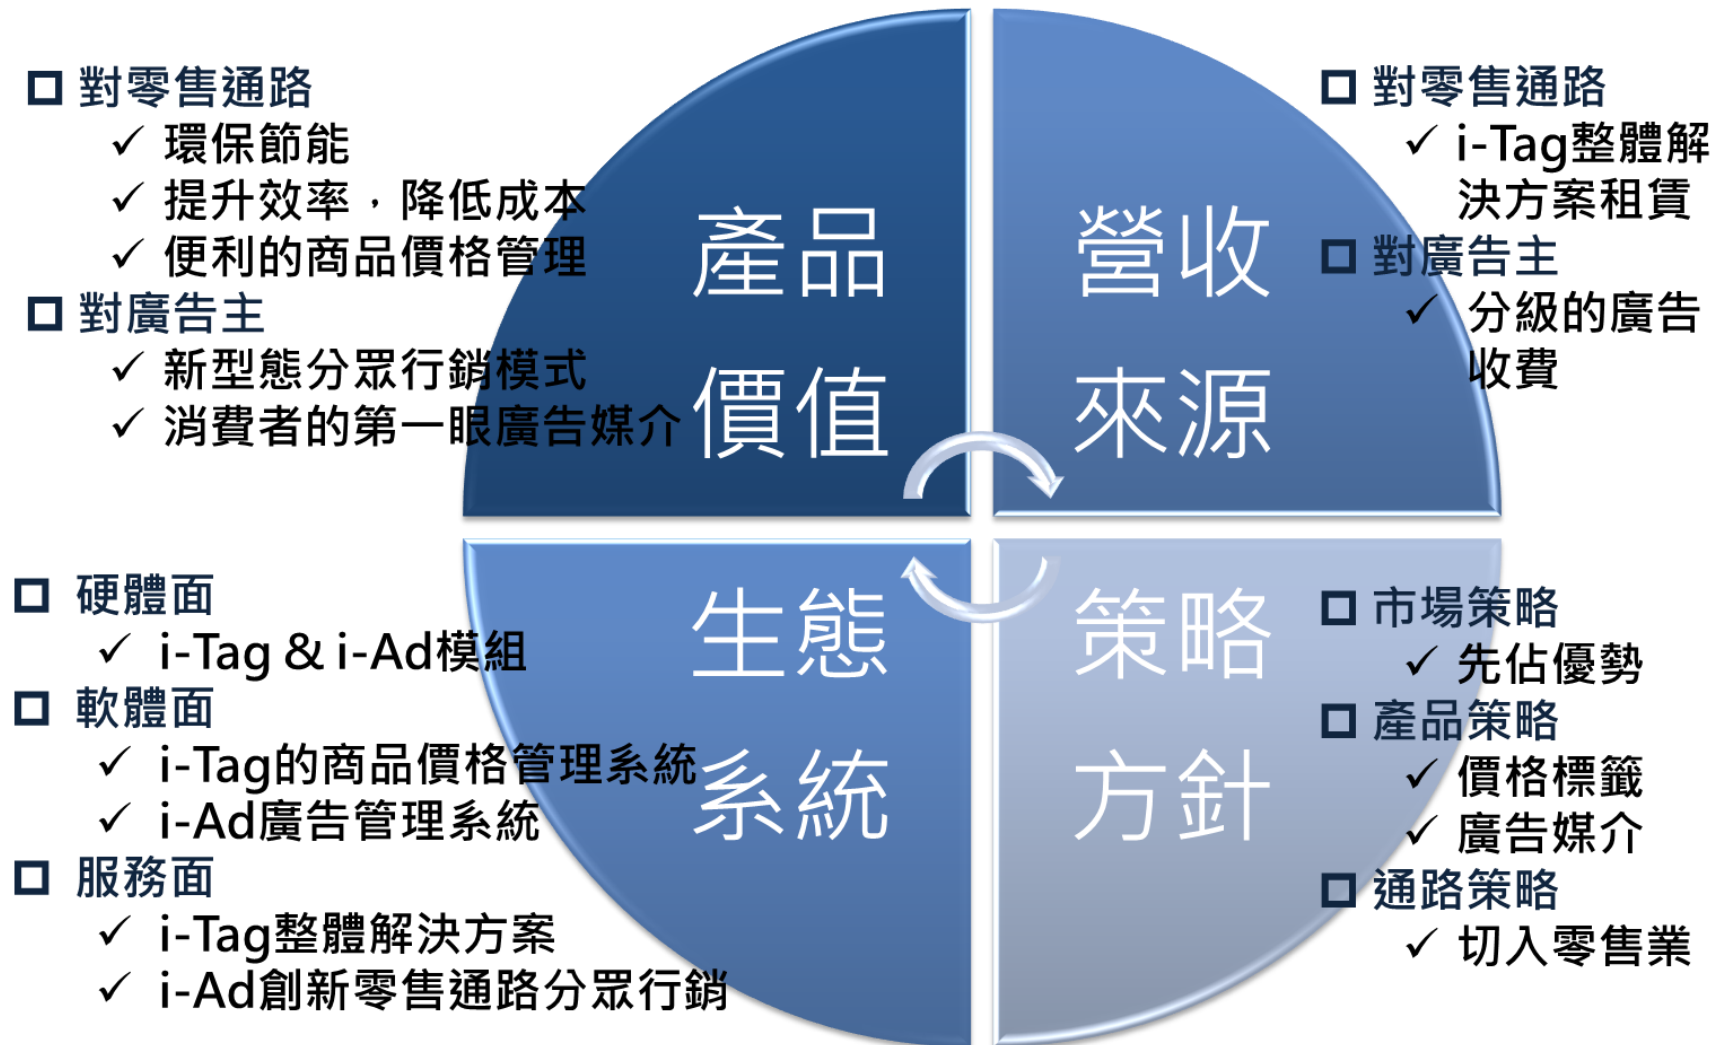 對零售通路
環保節能
提升效率，降低成本
便利的商品價格管理
對廣告主
新型態分眾行銷模式
消費者的第一眼廣告媒介
產品
價值
營收
來源
對零售通路
i-Tag整體解
決方案租賃
對廣告主
分級的廣告
收費
硬體面
i-Tag & i-Ad模組
軟體面
i-Tag的商品價格管理系統
i-Ad廣告管理系統
服務面
i-Tag整體解決方案
i-Ad創新零售通路分眾行銷
生態
系統
策略
方針
市場策略
先佔優勢
產品策略
價格標籤
廣告媒介
通路策略
切入零售業